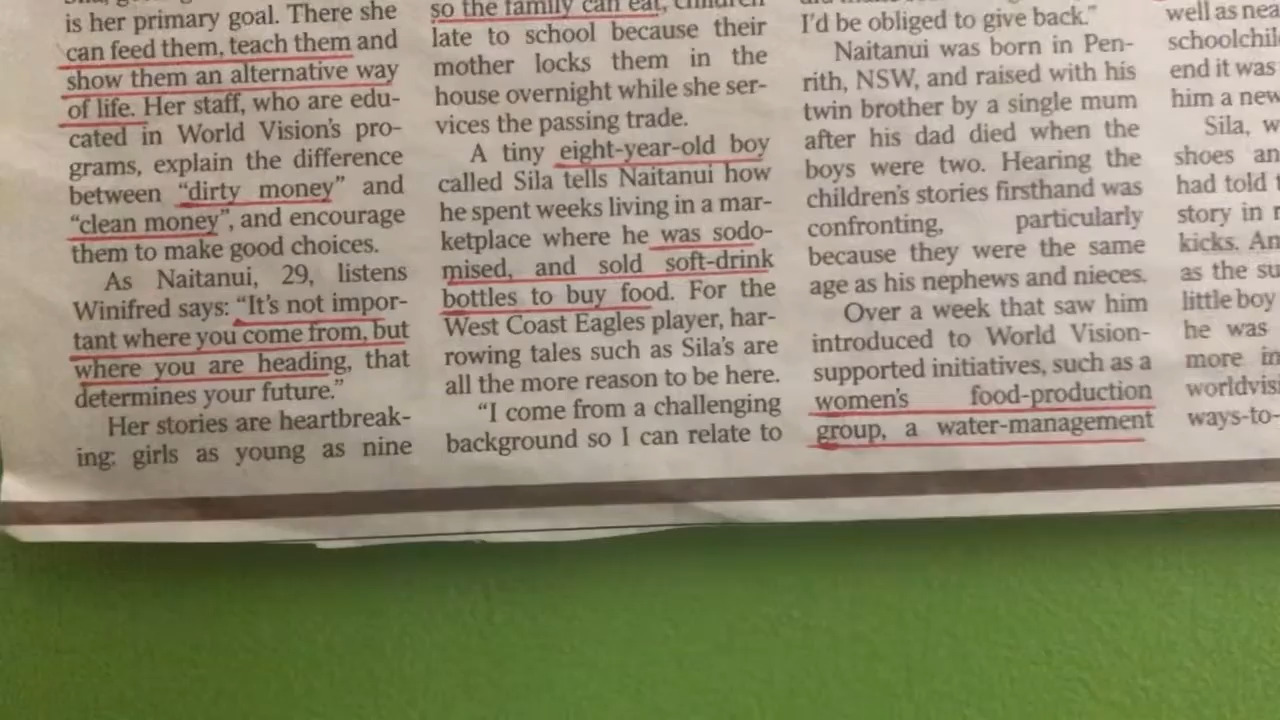 is her primary goal. There she
can feed them, teach them and
show them an alternative way
of life. Her staff, who are edu-
cated in World Vision's pro-
grams, explain the difference
between “dirty money” and
“clean money”, and encourage
them to make good choices.
As Naitanui, 29, listens
Winifred says: “It's not impor-
tant where you come from, but
where you are heading, that
determines your future.”
Her stories are heartbreak-
ing: girls as young as nine
so the family can eat, children
late to school because their
mother locks them in the
house overnight while she ser-
vices the passing trade.
A tiny eight-year-old boy
called Sila tells Naitanui how
he spent weeks living in a mar-
ketplace where he was sodo-
mised, and sold soft-drink
bottles to buy food. For the
West Coast Eagles player, har-
rowing tales such as Sila's are
all the more reason to be here.
“I come from a challenging
background so I can relate to
I'd be obliged to give back.”
Naitanui was born in Pen-
rith, NSW, and raised with his
twin brother by a single mum
after his dad died when the
boys were two. Hearing the
children's stories firsthand was
confronting, particularly
because they were the same
age as his nephews and nieces.
Over a week that saw him
introduced to World Vision-
supported initiatives, such as a
women's food-production
group, a water-management
well as nea
schoolchil
end it was
him a new
Sila, w
shoes an
had told
story in
kicks. An
as the su
little boy
he was
more in
worldvisi
ways-to-